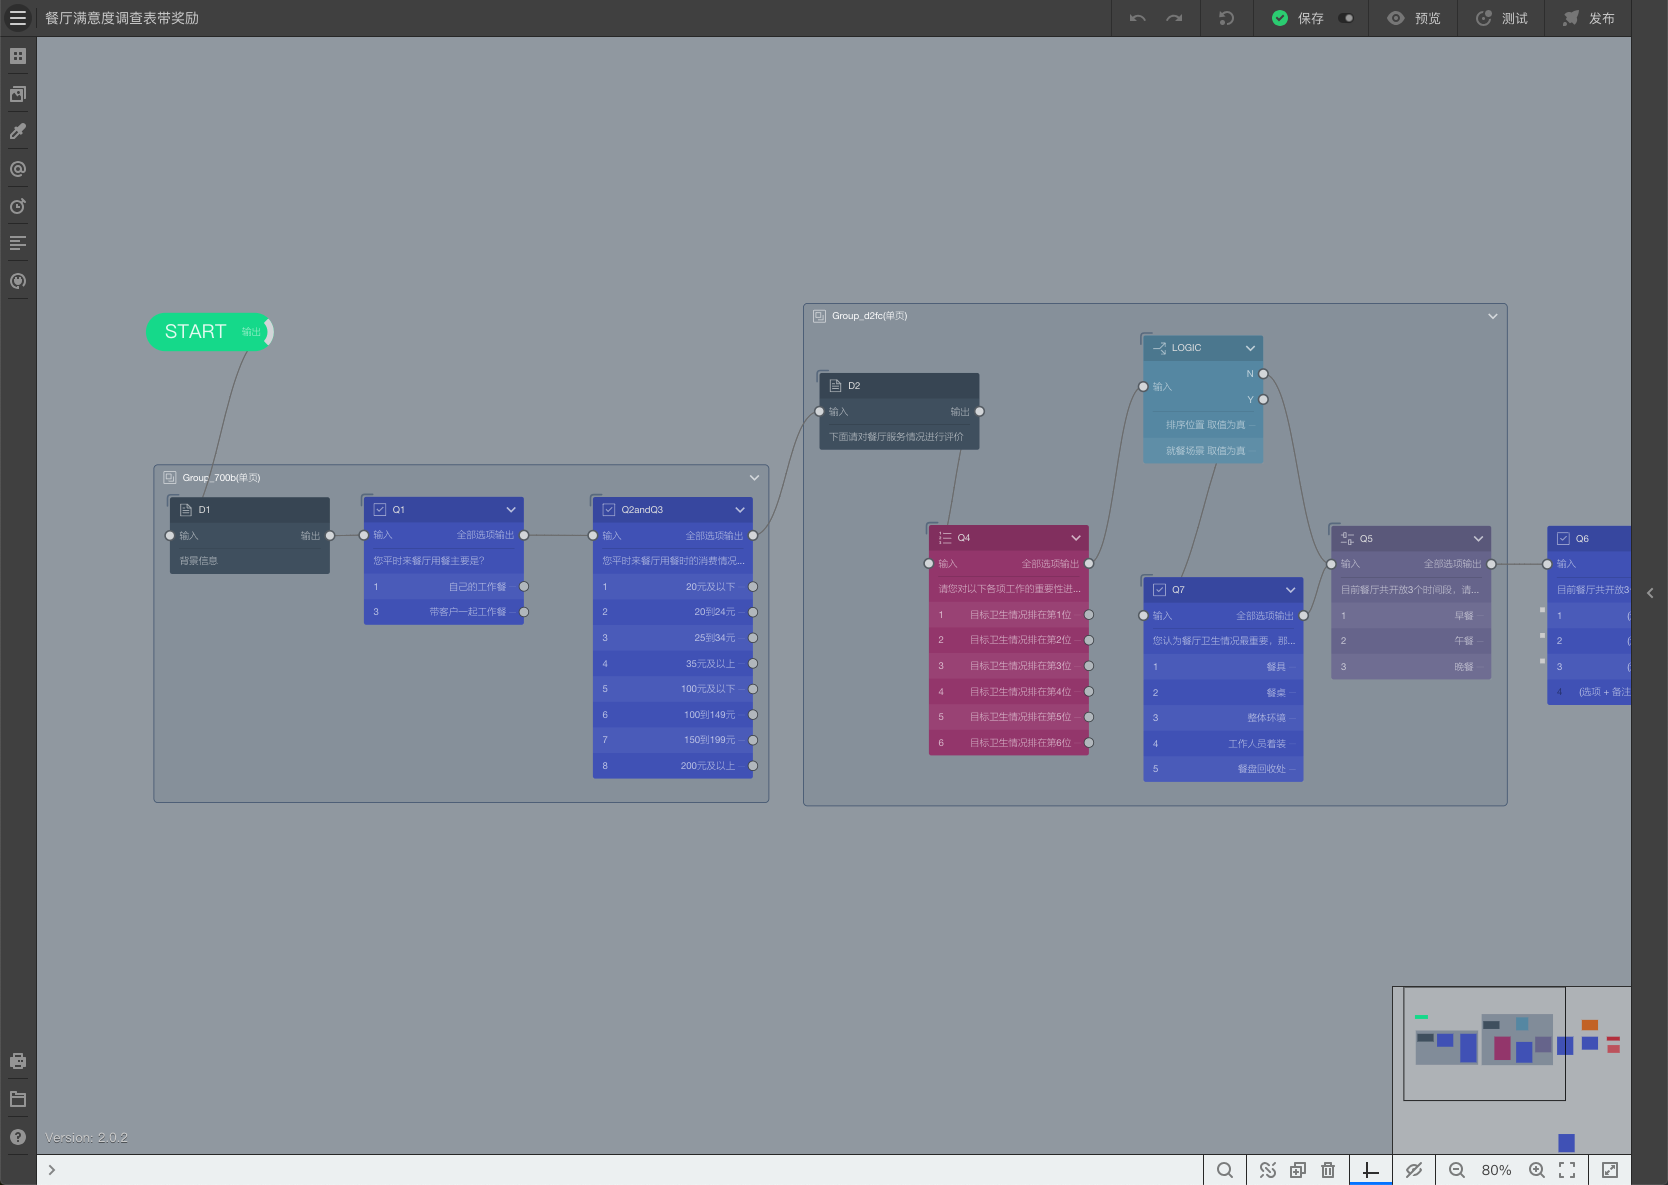 餐厅满意度调查表带奖励
保存
预览
测试
发布
START 输出
Group_700b(单页)
D1
输入 输出
背景信息
Q1
输入 全部选项输出
您平时来餐厅用餐主要是?
1 自己的工作餐
3 带客户一起工作餐
Q2andQ3
输入 全部选项输出
您平时来餐厅用餐时的消费情况...
1 20元及以下
2 20到24元
3 25到34元
4 35元及以上
5 100元及以下
6 100到149元
7 150到199元
8 200元及以上
Group_d2fc(单页)
D2
输入 输出
下面请对餐厅服务情况进行评价
LOGIC
N
输入
Y
排序位置 取值为真
就餐场景 取值为真
Q4
输入 全部选项输出
请您对以下各项工作的重要性进...
1 目标卫生情况排在第1位
2 目标卫生情况排在第2位
3 目标卫生情况排在第3位
4 目标卫生情况排在第4位
5 目标卫生情况排在第5位
6 目标卫生情况排在第6位
Q7
输入 全部选项输出
您认为餐厅卫生情况最重要，那...
1 餐具
2 餐桌
3 整体环境
4 工作人员着装
5 餐盘回收处
Q5
输入 全部选项输出
目前餐厅共开放3个时间段，请...
1 早餐
2 午餐
3 晚餐
Q6
输入
目前餐厅共开放3
1 (
2 (
3 (
4 (选项 + 备注
Version: 2.0.2
80%